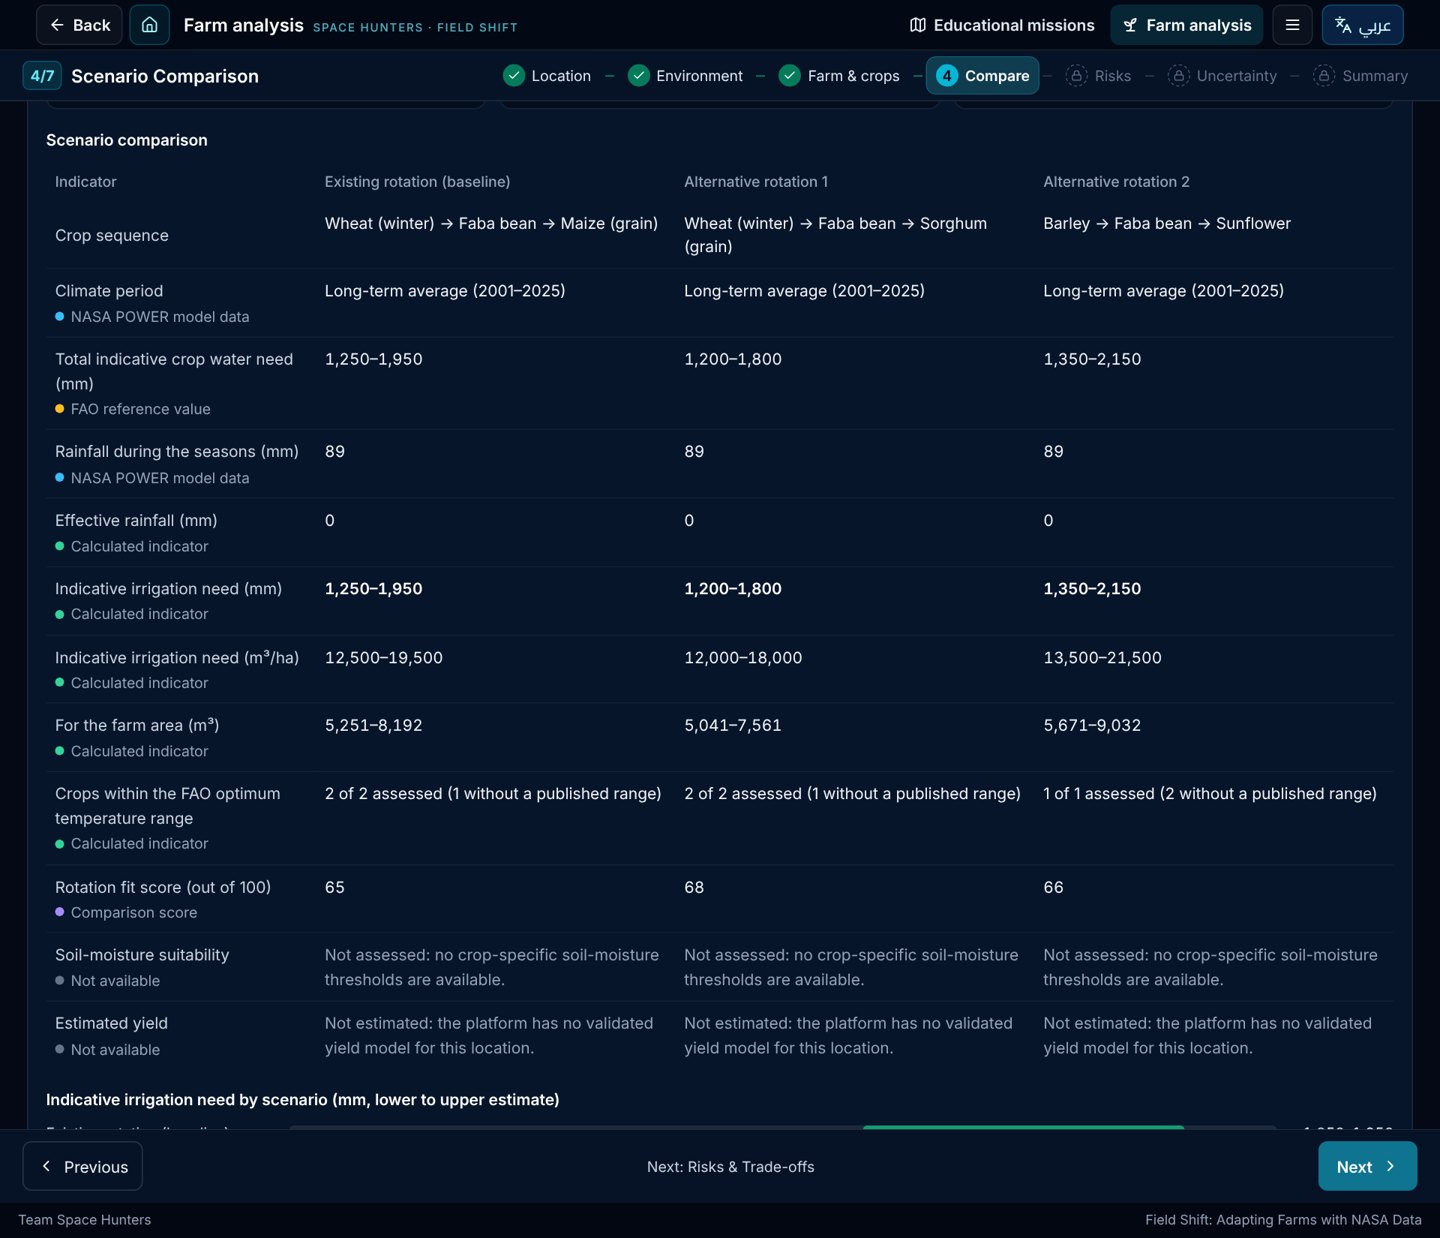 Back
Farm analysis SPACE HUNTERS · FIELD SHIFT
Educational missions
Farm analysis
عربي
4/7 Scenario Comparison
Location
Environment
Farm & crops
4 Compare
Risks
Uncertainty
Summary
Scenario comparison
Indicator Existing rotation (baseline) Alternative rotation 1 Alternative rotation 2
Crop sequence
Wheat (winter) → Faba bean → Maize (grain)
Wheat (winter) → Faba bean → Sorghum
(grain)
Barley → Faba bean → Sunflower
Climate period Long-term average (2001–2025) Long-term average (2001–2025) Long-term average (2001–2025)
NASA POWER model data
Total indicative crop water need 1,250–1,950 1,200–1,800 1,350–2,150
(mm)
FAO reference value
Rainfall during the seasons (mm) 89 89 89
NASA POWER model data
Effective rainfall (mm) 0 0 0
Calculated indicator
Indicative irrigation need (mm) 1,250–1,950 1,200–1,800 1,350–2,150
Calculated indicator
Indicative irrigation need (m³/ha) 12,500–19,500 12,000–18,000 13,500–21,500
Calculated indicator
For the farm area (m³) 5,251–8,192 5,041–7,561 5,671–9,032
Calculated indicator
Crops within the FAO optimum 2 of 2 assessed (1 without a published range) 2 of 2 assessed (1 without a published range) 1 of 1 assessed (2 without a published range)
temperature range
Calculated indicator
Rotation fit score (out of 100) 65 68 66
Comparison score
Soil-moisture suitability Not assessed: no crop-specific soil-moisture Not assessed: no crop-specific soil-moisture Not assessed: no crop-specific soil-moisture
Not available thresholds are available. thresholds are available. thresholds are available.
Estimated yield Not estimated: the platform has no validated Not estimated: the platform has no validated Not estimated: the platform has no validated
Not available yield model for this location. yield model for this location. yield model for this location.
Indicative irrigation need by scenario (mm, lower to upper estimate)
Previous
Next: Risks & Trade-offs
Next
Team Space Hunters
Field Shift: Adapting Farms with NASA Data